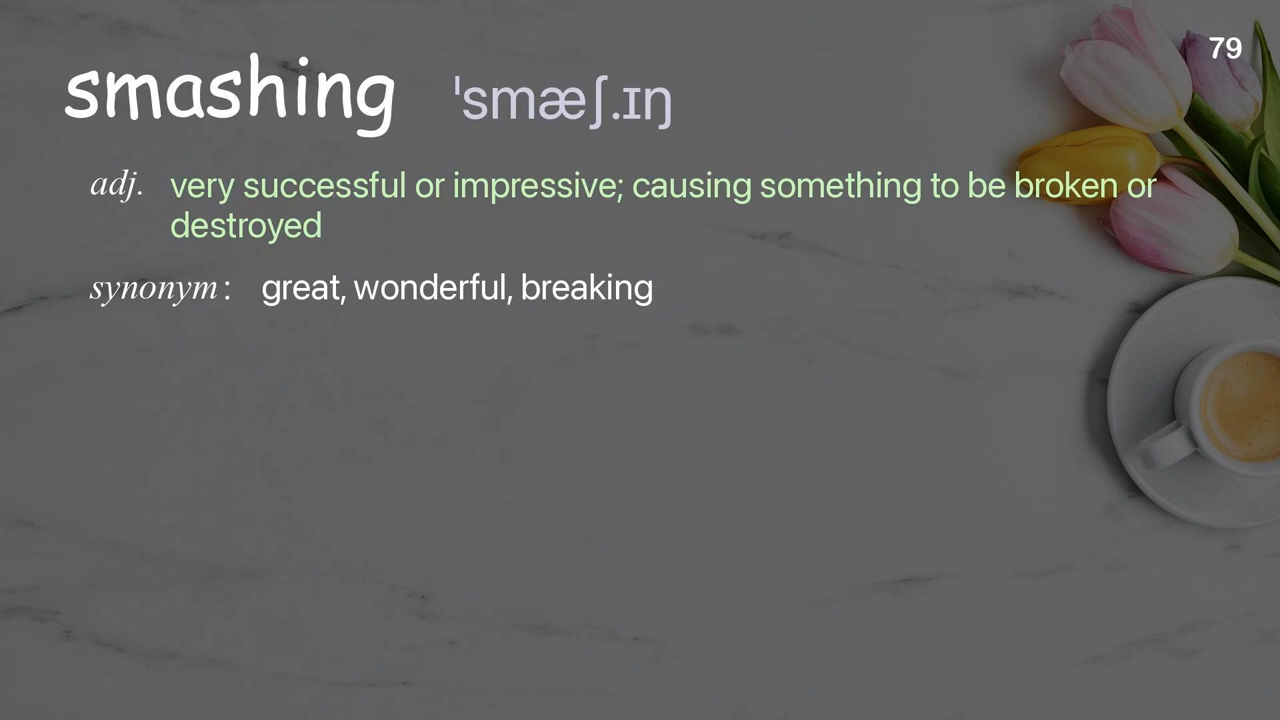 79
smashing ˈsmæʃ.ɪŋ
adj. very successful or impressive; causing something to be broken or
destroyed
synonym: great, wonderful, breaking